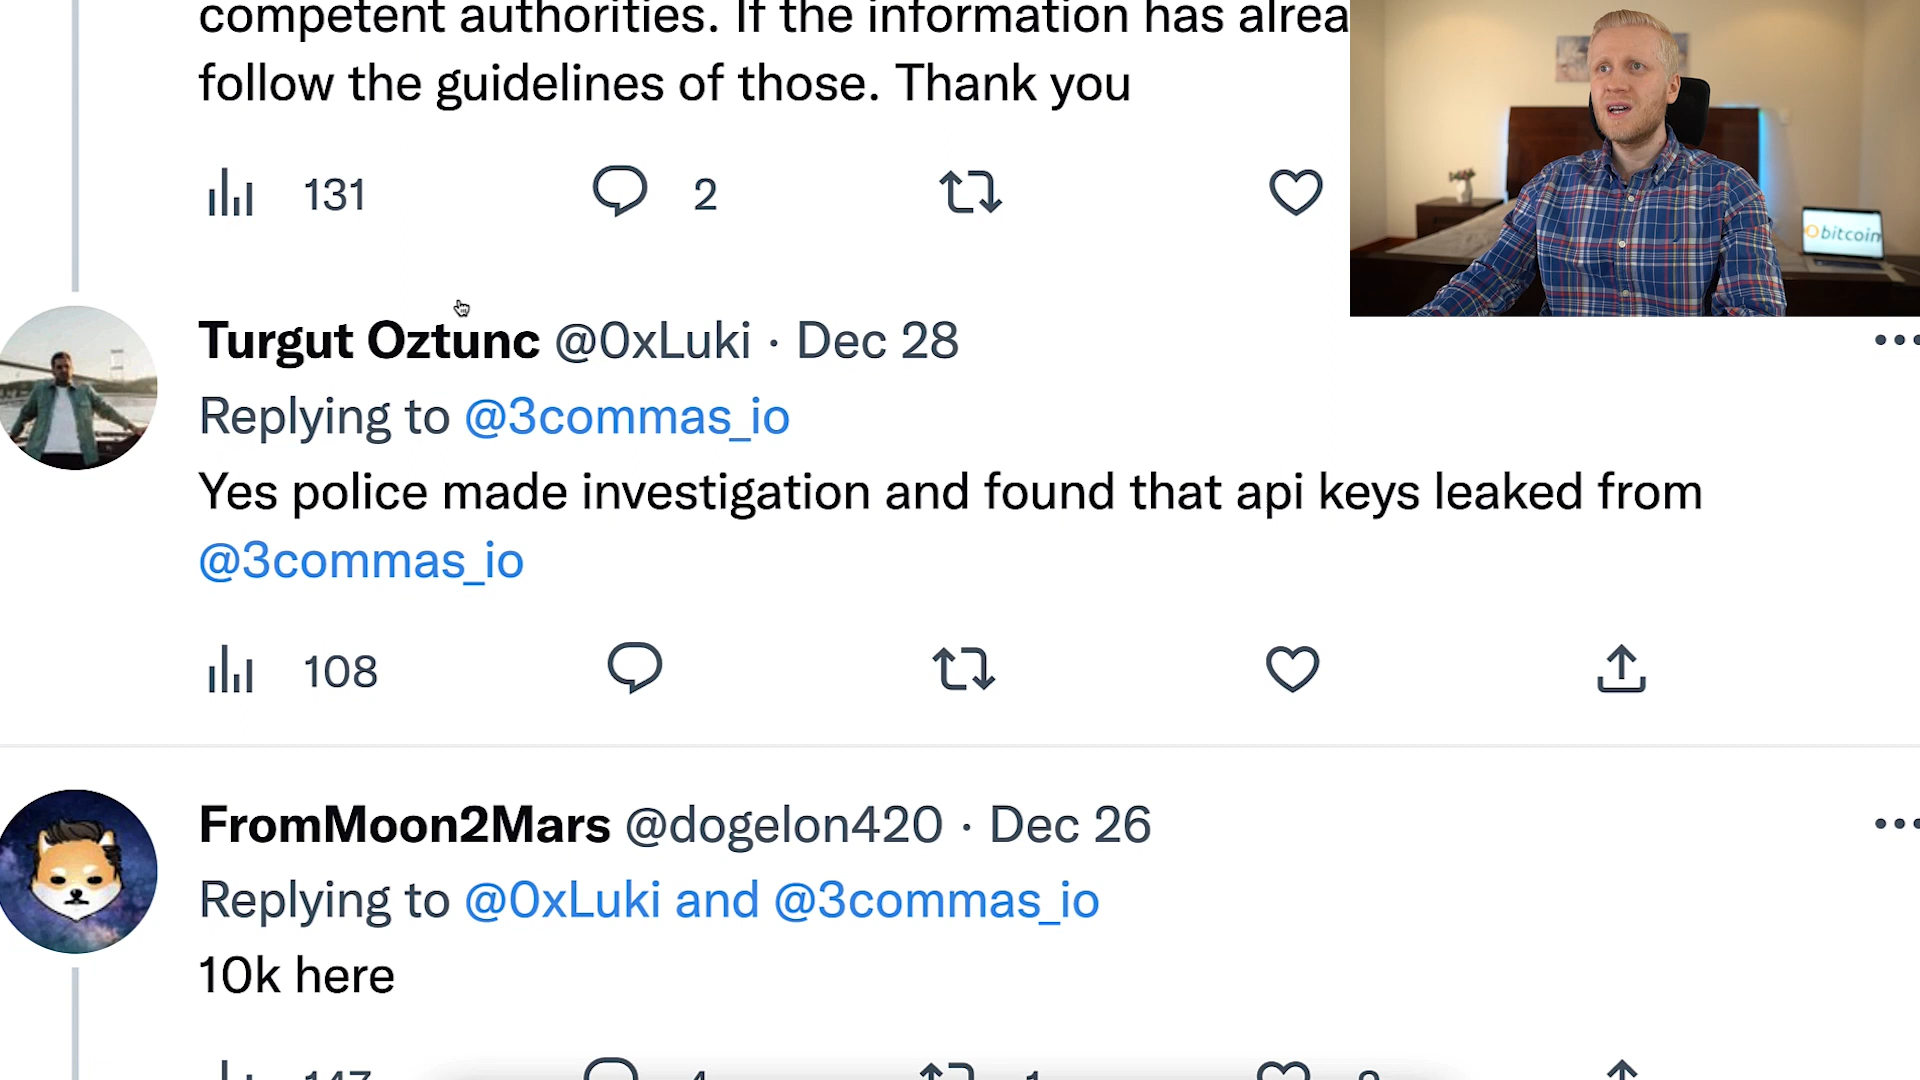 competent authorities. If the information has alrea
follow the guidelines of those. Thank you
131 2
bitcoin
Turgut Oztunc @0xLuki · Dec 28
Replying to @3commas_io
Yes police made investigation and found that api keys leaked from
@3commas_io
108
FromMoon2Mars @dogelon420 · Dec 26
Replying to @0xLuki and @3commas_io
10k here